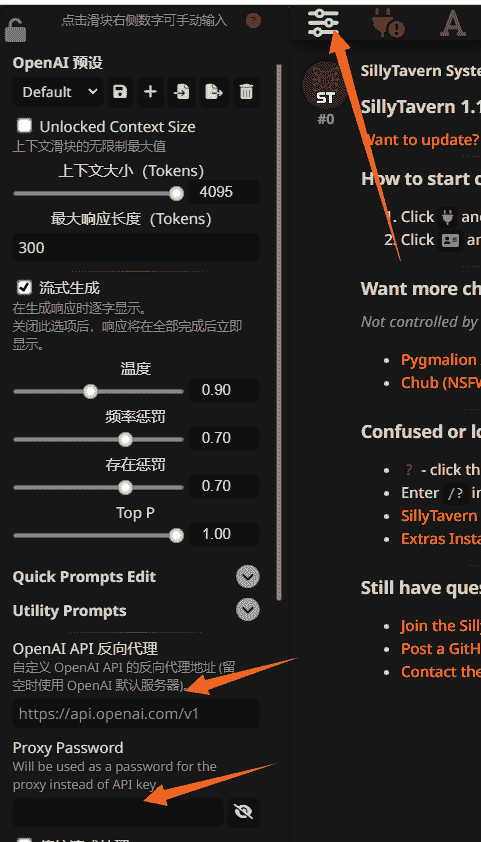 点击滑块右侧数字可手动输入
?
OpenAI 预设
Default
Unlocked Context Size
上下文滑块的无限制最大值
上下文大小（Tokens）
4095
最大响应长度（Tokens）
300
流式生成
在生成响应时逐字显示。
关闭此选项后，响应将在全部完成后立即
显示。
温度
0.90
频率惩罚
0.70
存在惩罚
0.70
Top P
1.00
Quick Prompts Edit
Utility Prompts
OpenAI API 反向代理
自定义 OpenAI API 的反向代理地址 (留
空时使用 OpenAI 默认服务器)。
https://api.openai.com/v1
Proxy Password
Will be used as a password for the
proxy instead of API key
A
ST
#0
SillyTavern Syste
SillyTavern 1.1
Want to update?
How to start c
1. Click and
2. Click an
Want more ch
Not controlled by
Pygmalion
Chub (NSFW
Confused or lo
? - click th
Enter /? in
SillyTavern
Extras Insta
Still have ques
Join the Silly
Post a GitH
Contact the